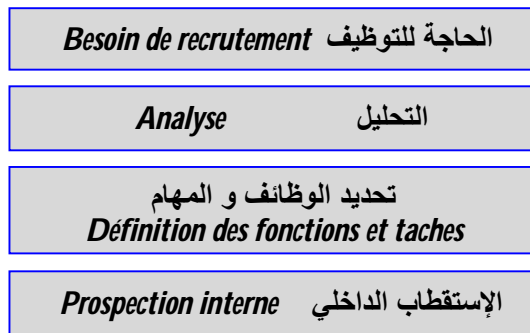 الحاجة للتوظيف Besoin de recrutement
التحليل Analyse
تحديد الوظائف و المهام
Définition des fonctions et taches
الإستقطاب الداخلي Prospection interne